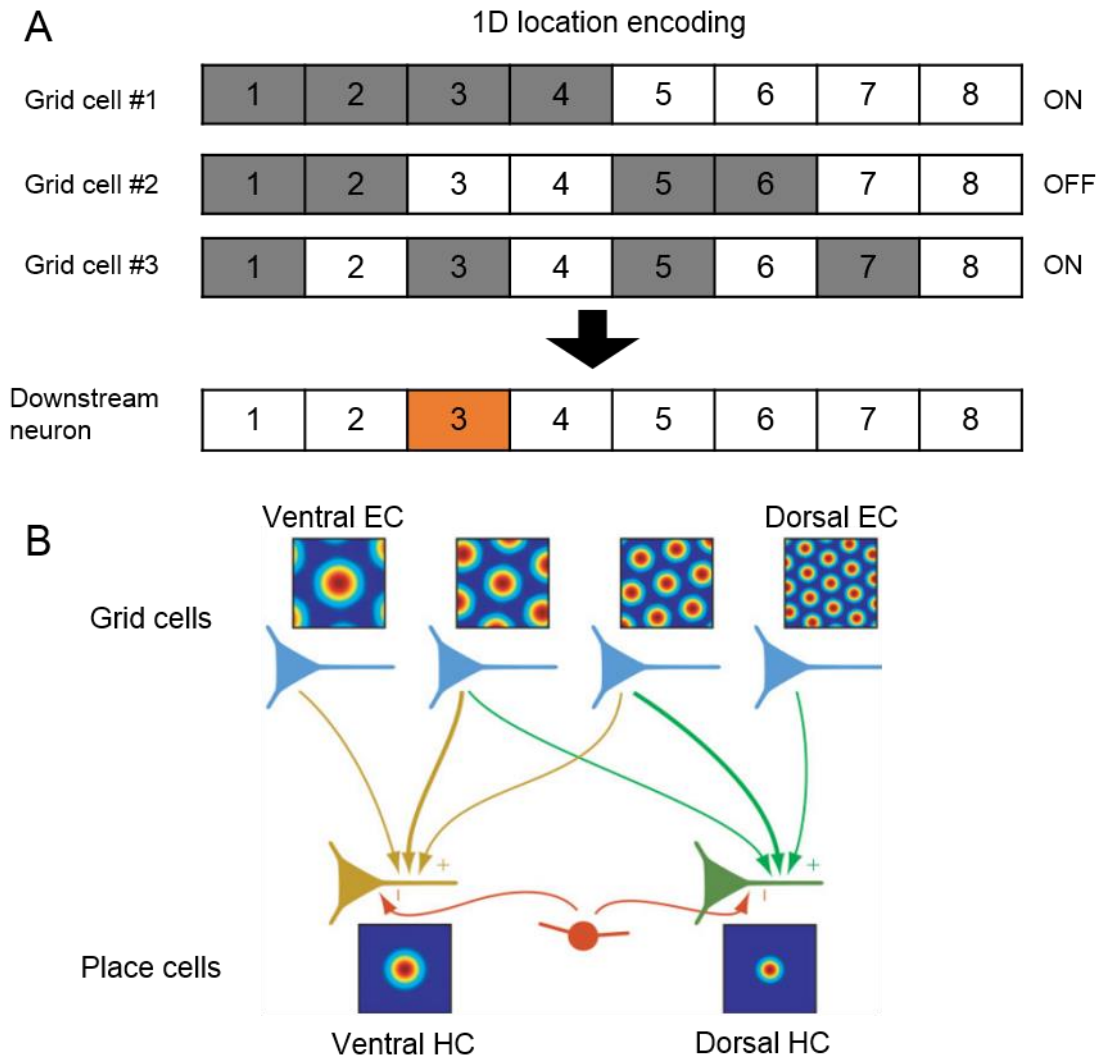 A
1D location encoding
Grid cell #1 1 2 3 4 5 6 7 8 ON
Grid cell #2 1 2 3 4 5 6 7 8 OFF
Grid cell #3 1 2 3 4 5 6 7 8 ON
Downstream
neuron 1 2 3 4 5 6 7 8
B
Ventral EC Dorsal EC
Grid cells
+ +
- -
Place cells
Ventral HC Dorsal HC